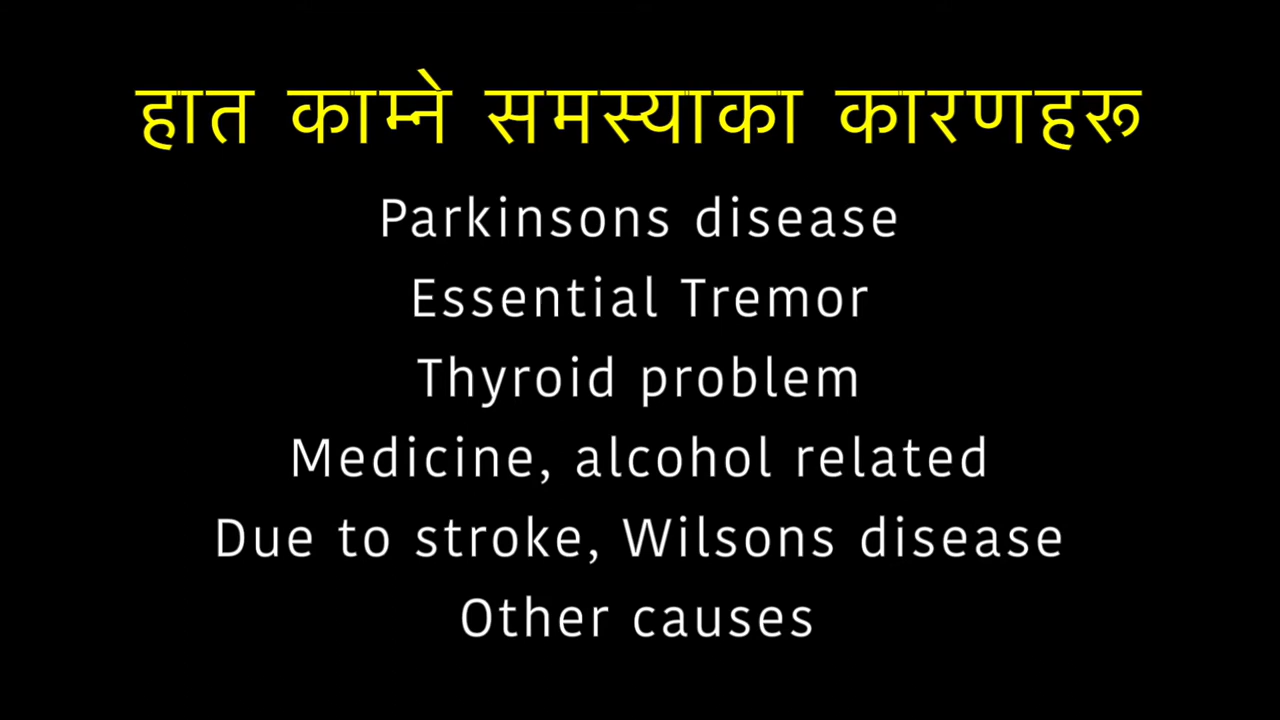 हात काम्ने समस्याका कारणहरू
Parkinsons disease
Essential Tremor
Thyroid problem
Medicine, alcohol related
Due to stroke, Wilsons disease
Other causes